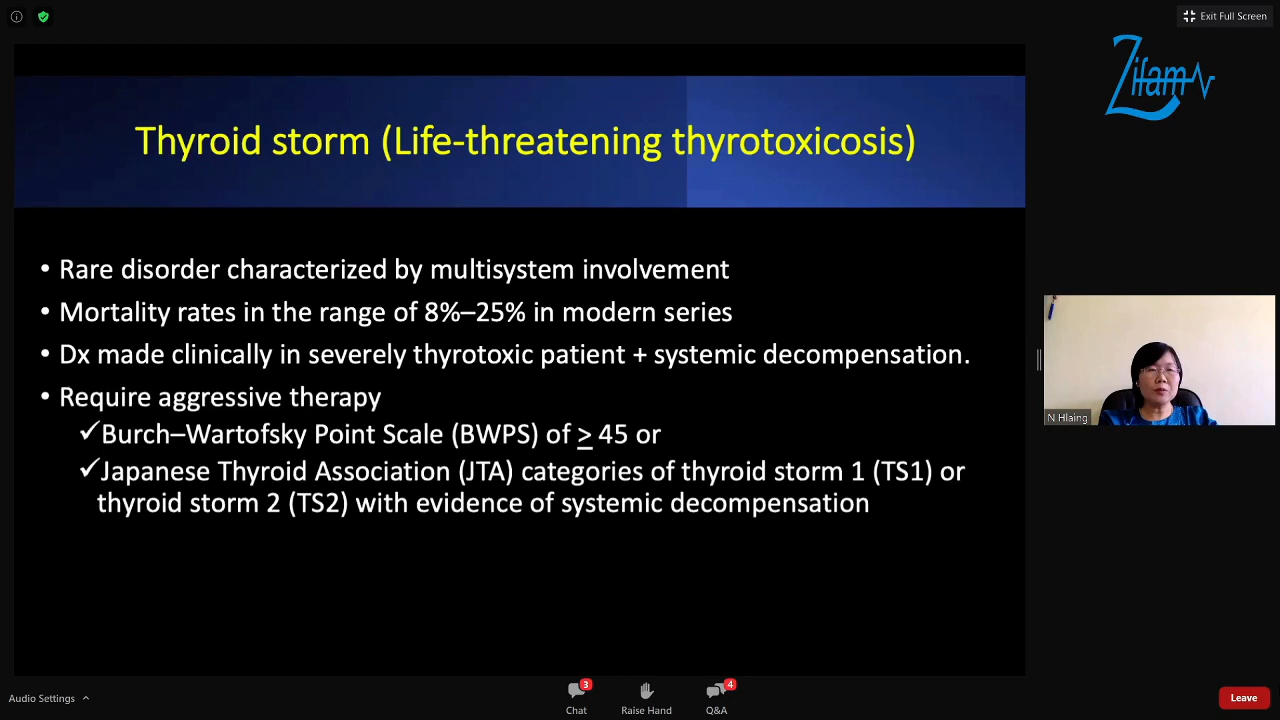 Exit Full Screen
Zifam
Thyroid storm (Life-threatening thyrotoxicosis)
• Rare disorder characterized by multisystem involvement
• Mortality rates in the range of 8%–25% in modern series
• Dx made clinically in severely thyrotoxic patient + systemic decompensation.
• Require aggressive therapy
✓Burch–Wartofsky Point Scale (BWPS) of ≥ 45 or
✓Japanese Thyroid Association (JTA) categories of thyroid storm 1 (TS1) or
thyroid storm 2 (TS2) with evidence of systemic decompensation
N Hlaing
Audio Settings
3
Chat
Raise Hand
4
Q&A
Leave